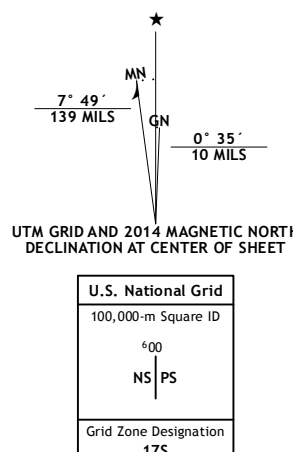 ★
MN
7° 49´
139 MILS
GN
0° 35´
10 MILS
UTM GRID AND 2014 MAGNETIC NORTH
DECLINATION AT CENTER OF SHEET
U.S. National Grid
100,000-m Square ID
⁶00
NS PS
Grid Zone Designation
17S